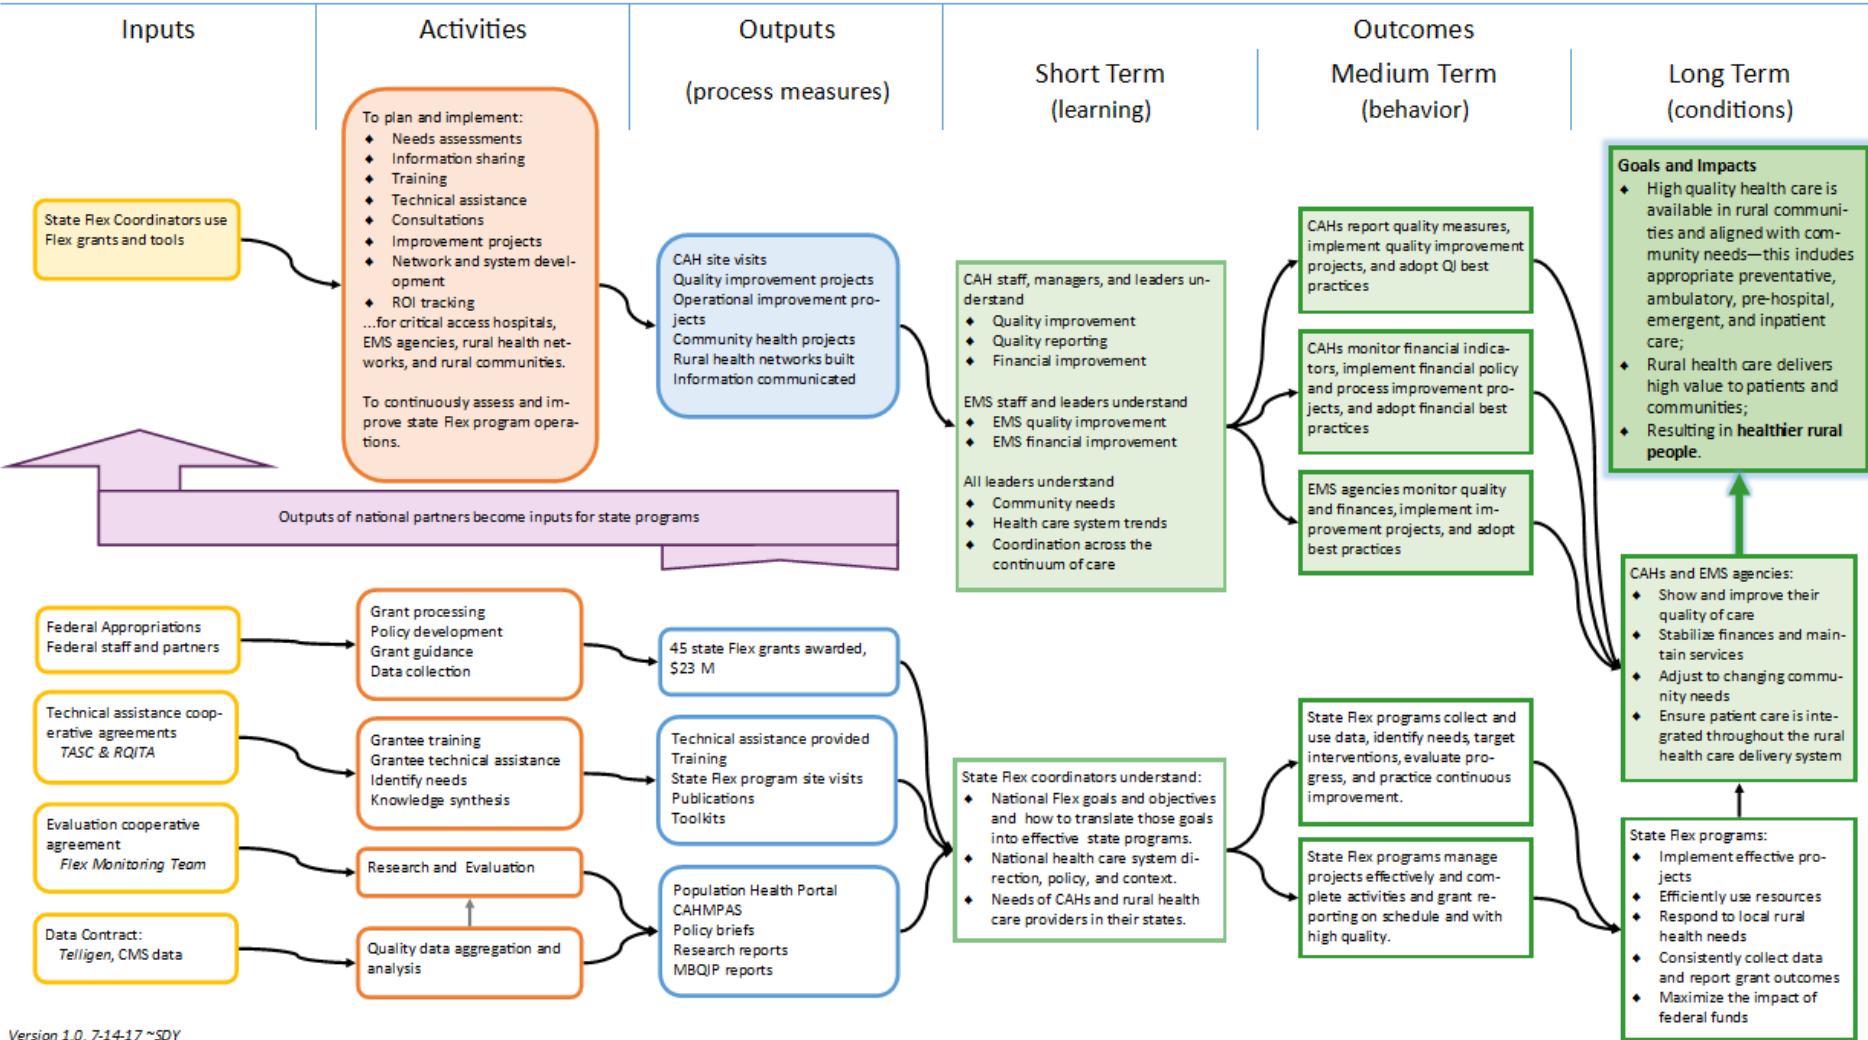 Inputs
Activities
Outputs
(process measures)
Outcomes
Short Term
(learning)
Medium Term
(behavior)
Long Term
(conditions)
State Flex Coordinators use
Flex grants and tools
To plan and implement:
◆ Needs assessments
◆ Information sharing
◆ Training
◆ Technical assistance
◆ Consultations
◆ Improvement projects
◆ Network and system devel-
opment
◆ ROI tracking
...for critical access hospitals,
EMS agencies, rural health net-
works, and rural communities.
To continuously assess and im-
prove state Flex program opera-
tions.
CAH site visits
Quality improvement projects
Operational improvement pro-
jects
Community health projects
Rural health networks built
Information communicated
CAH staff, managers, and leaders un-
derstand
◆ Quality improvement
◆ Quality reporting
◆ Financial improvement
EMS staff and leaders understand
◆ EMS quality improvement
◆ EMS financial improvement
All leaders understand
◆ Community needs
◆ Health care system trends
◆ Coordination across the
continuum of care
CAHs report quality measures,
implement quality improvement
projects, and adopt QI best
practices
CAHs monitor financial indica-
tors, implement financial policy
and process improvement pro-
jects, and adopt financial best
practices
EMS agencies monitor quality
and finances, implement im-
provement projects, and adopt
best practices
Goals and Impacts
◆ High quality health care is
available in rural communi-
ties and aligned with com-
munity needs—this includes
appropriate preventative,
ambulatory, pre-hospital,
emergent, and inpatient
care;
◆ Rural health care delivers
high value to patients and
communities;
◆ Resulting in healthier rural
people.
Outputs of national partners become inputs for state programs
CAHs and EMS agencies:
◆ Show and improve their
quality of care
◆ Stabilize finances and main-
tain services
◆ Adjust to changing commu-
nity needs
◆ Ensure patient care is inte-
grated throughout the rural
health care delivery system
Federal Appropriations
Federal staff and partners
Grant processing
Policy development
Grant guidance
Data collection
45 state Flex grants awarded,
$23 M
Technical assistance coop-
erative agreements
TASC & RQITA
Grantee training
Grantee technical assistance
Identify needs
Knowledge synthesis
Technical assistance provided
Training
State Flex program site visits
Publications
Toolkits
Evaluation cooperative
agreement
Flex Monitoring Team
Research and Evaluation
Data Contract:
Telligen, CMS data
Quality data aggregation and
analysis
Population Health Portal
CAHMPAS
Policy briefs
Research reports
MBQIP reports
State Flex coordinators understand:
◆ National Flex goals and objectives
and how to translate those goals
into effective state programs.
◆ National health care system di-
rection, policy, and context.
◆ Needs of CAHs and rural health
care providers in their states.
State Flex programs collect and
use data, identify needs, target
interventions, evaluate pro-
gress, and practice continuous
improvement.
State Flex programs manage
projects effectively and com-
plete activities and grant re-
porting on schedule and with
high quality.
State Flex programs:
◆ Implement effective pro-
jects
◆ Efficiently use resources
◆ Respond to local rural
health needs
◆ Consistently collect data
and report grant outcomes
◆ Maximize the impact of
federal funds
Version 1.0, 7-14-17 ~SDY